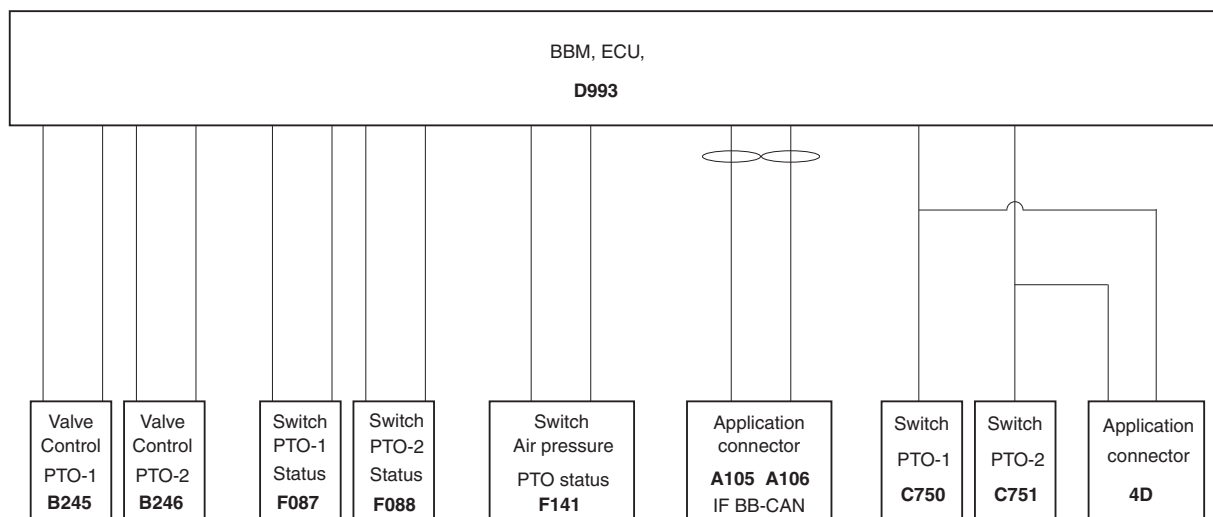 BBM, ECU,
D993
Valve
Control
PTO-1
B245
Valve
Control
PTO-2
B246
Switch
PTO-1
Status
F087
Switch
PTO-2
Status
F088
Switch
Air pressure
PTO status
F141
Application
connector
A105 A106
IF BB-CAN
Switch
PTO-1
C750
Switch
PTO-2
C751
Application
connector
4D